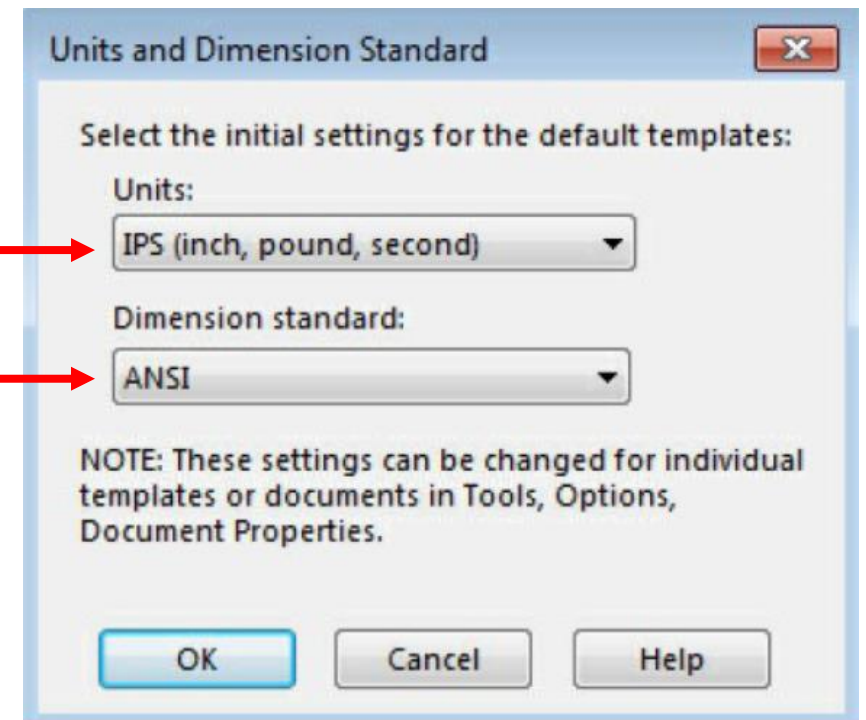 Units and Dimension Standard
Select the initial settings for the default templates:
Units:
IPS (inch, pound, second)
Dimension standard:
ANSI
NOTE: These settings can be changed for individual
templates or documents in Tools, Options,
Document Properties.
OK Cancel Help